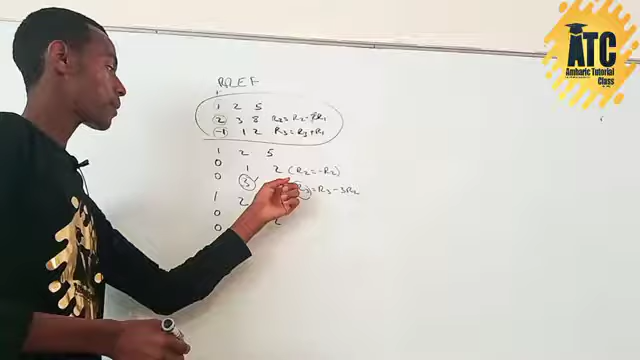 ATC
Amharic Tutorial
Class
RREF
1 2 5
2 3 8 R2=R2-2R1
-1 1 2 R3=R3+R1
1 2 5
0 1 2 (R2=-R2)
0 3 R3=R3-3R2
1 2
0
0 2